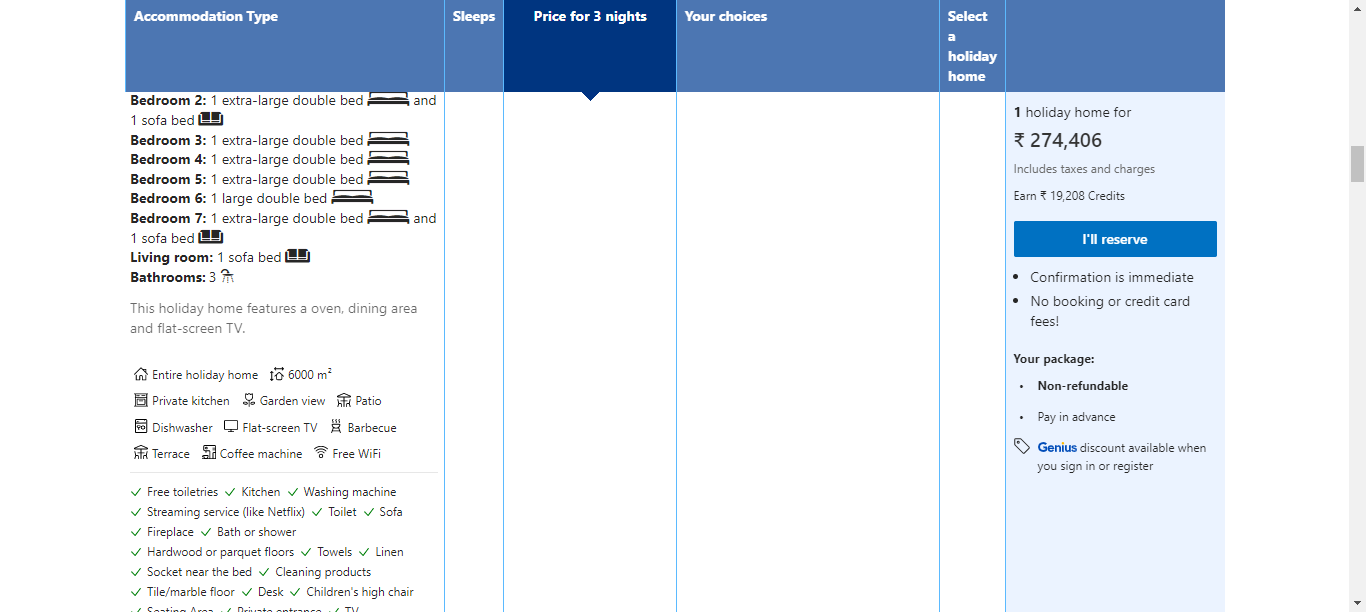 Accommodation Type
Sleeps
Price for 3 nights
Your choices
Select
a
holiday
home
Bedroom 2: 1 extra-large double bed and
1 sofa bed
Bedroom 3: 1 extra-large double bed
Bedroom 4: 1 extra-large double bed
Bedroom 5: 1 extra-large double bed
Bedroom 6: 1 large double bed
Bedroom 7: 1 extra-large double bed and
1 sofa bed
Living room: 1 sofa bed
Bathrooms: 3
This holiday home features a oven, dining area
and flat-screen TV.
Entire holiday home 6000 m²
Private kitchen Garden view Patio
Dishwasher Flat-screen TV Barbecue
Terrace Coffee machine Free WiFi
Free toiletries Kitchen Washing machine
Streaming service (like Netflix) Toilet Sofa
Fireplace Bath or shower
Hardwood or parquet floors Towels Linen
Socket near the bed Cleaning products
Tile/marble floor Desk Children's high chair
Seating Area Private entrance TV
1 holiday home for
₹ 274,406
Includes taxes and charges
Earn ₹ 19,208 Credits
I'll reserve
• Confirmation is immediate
• No booking or credit card
fees!
Your package:
• Non-refundable
• Pay in advance
Genius discount available when
you sign in or register